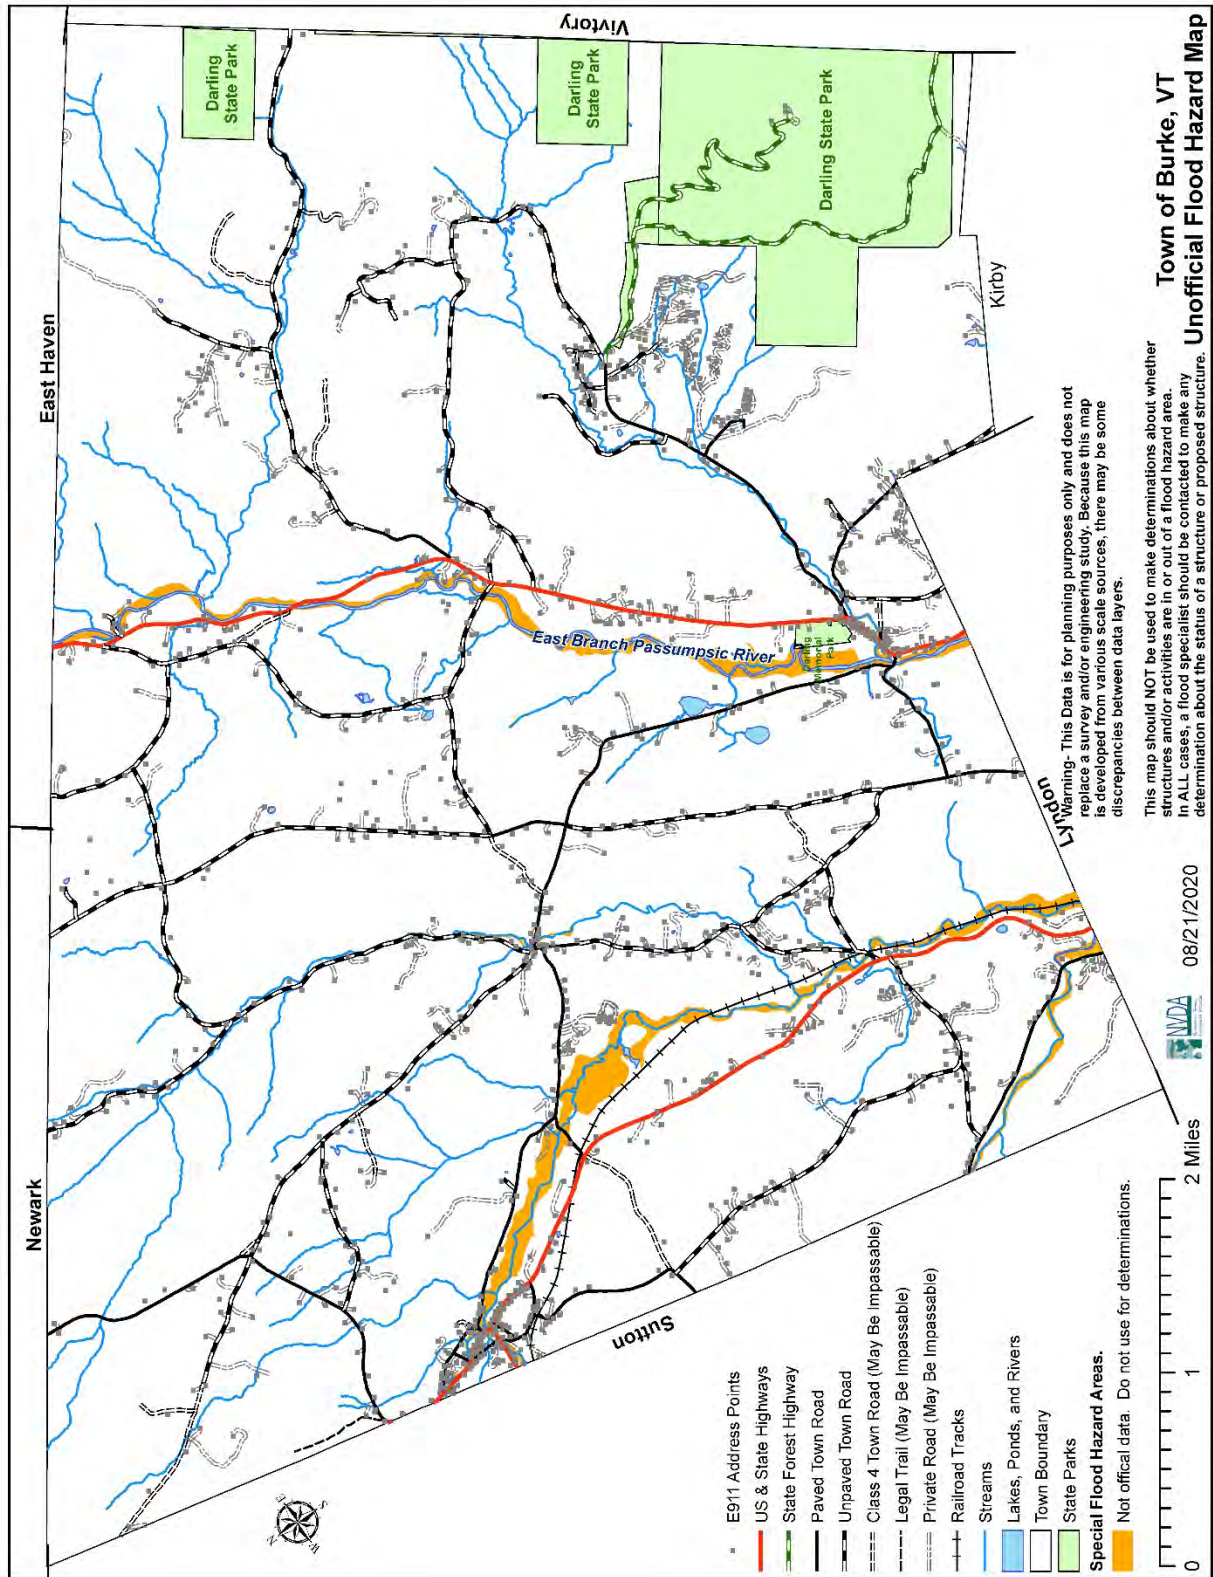 Town of Burke, VT
Unofficial Flood Hazard Map
Newark
East Haven
Vivtory
Kirby
Lyndon
Sutton
Darling
State Park
Darling
State Park
Darling State Park
Darling
Memorial
Park
East Branch Passumpsic River
Warning- This Data is for planning purposes only and does not
replace a survey and/or engineering study. Because this map
is developed from various scale sources, there may be some
discrepancies between data layers.
This map should NOT be used to make determinations about whether
structures and/or activities are in or out of a flood hazard area.
In ALL cases, a flood specialist should be contacted to make any
determination about the status of a structure or proposed structure.
08/21/2020
NVDA
N
E
S
W
E911 Address Points
US & State Highways
State Forest Highway
Paved Town Road
Unpaved Town Road
Class 4 Town Road (May Be Impassable)
Legal Trail (May Be Impassable)
Private Road (May Be Impassable)
Railroad Tracks
Streams
Lakes, Ponds, and Rivers
Town Boundary
State Parks
Special Flood Hazard Areas.
Not offical data. Do not use for determinations.
0 1 2 Miles